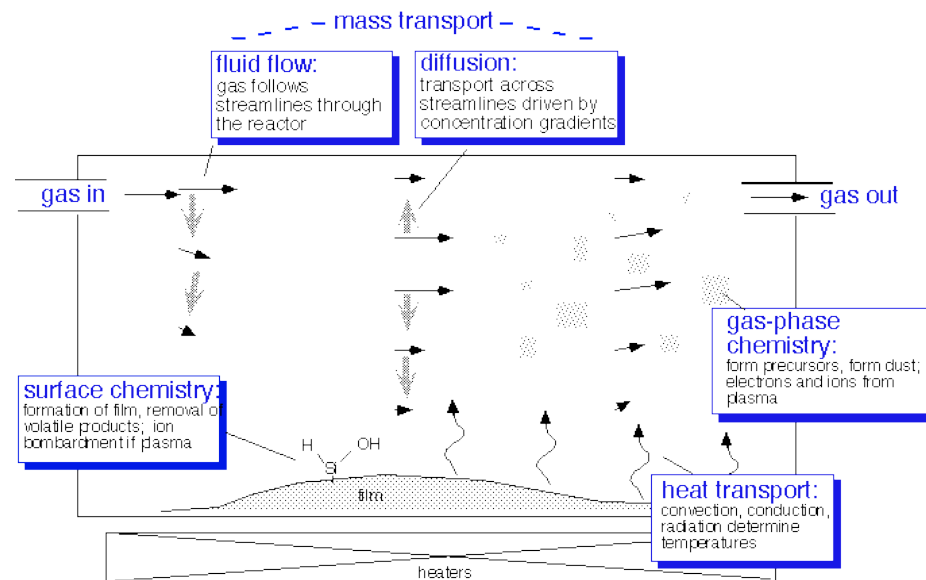 mass transport
fluid flow:
gas follows
streamlines through
the reactor
diffusion:
transport across
streamlines driven by
concentration gradients
gas in
gas out
gas-phase
chemistry:
form precursors, form dust;
electrons and ions from
plasma
surface chemistry:
formation of film, removal of
volatile products; ion
bombardment if plasma
H
OH
Si
film
heat transport:
convection, conduction,
radiation determine
temperatures
heaters